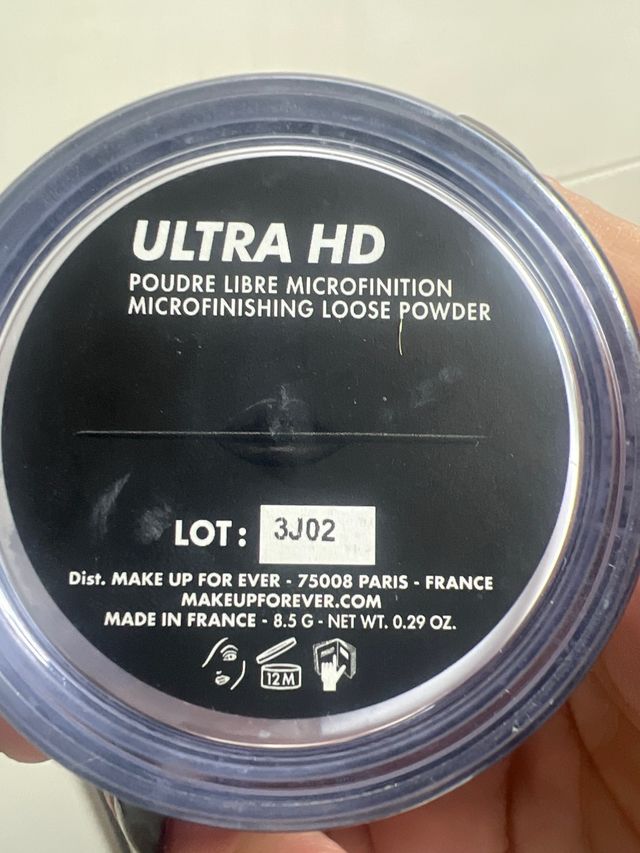 ULTRA HD
POUDRE LIBRE MICROFINITION
MICROFINISHING LOOSE POWDER
LOT: 3J02
Dist. MAKE UP FOR EVER - 75008 PARIS - FRANCE
MAKEUPFOREVER.COM
MADE IN FRANCE - 8.5 G - NET WT. 0.29 OZ.
12M